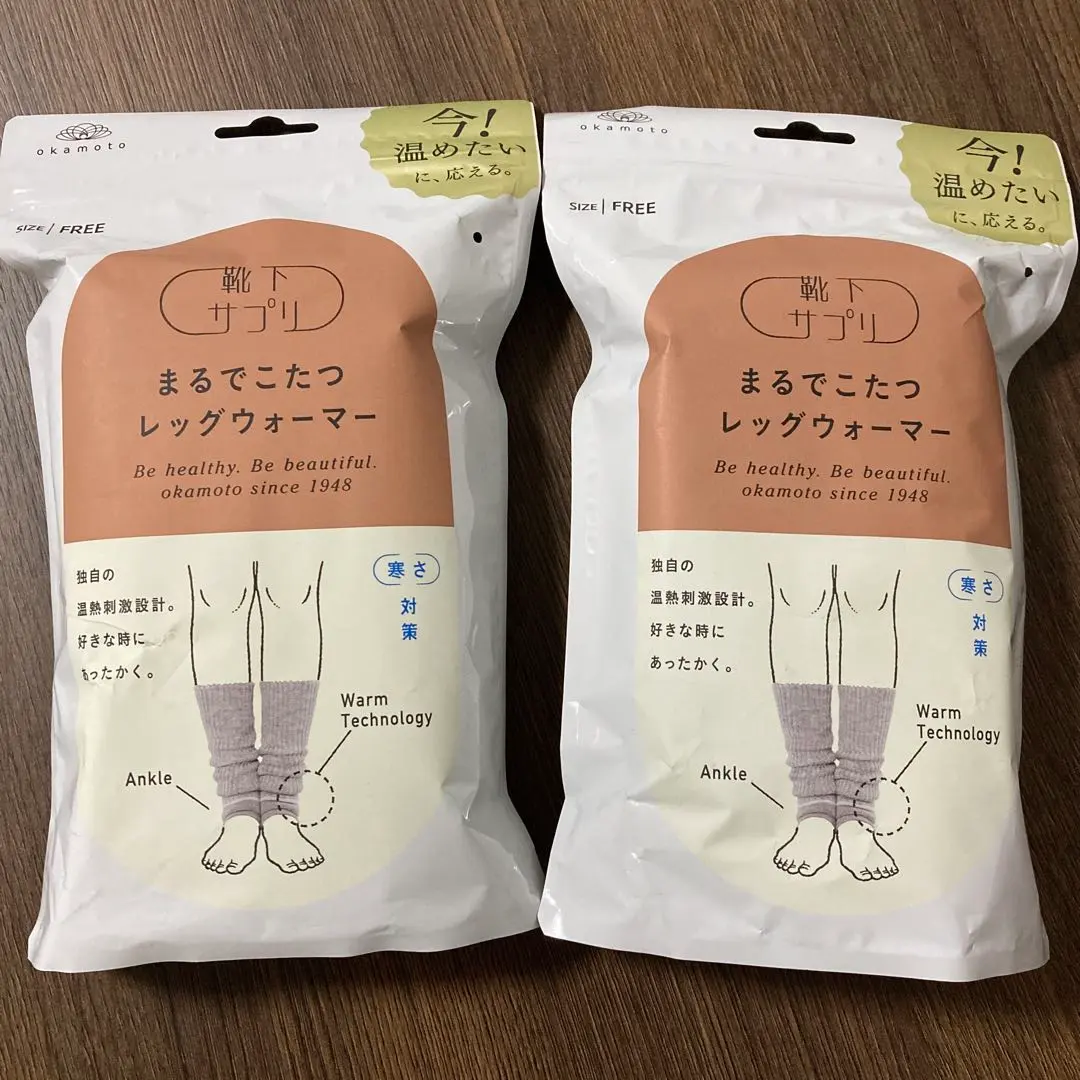 okamoto
今!
温めたい
に、応える。
SIZE / FREE
靴下
サプリ
まるでこたつ
レッグウォーマー
Be healthy. Be beautiful.
okamoto since 1948
独自の
温熱刺激設計。
好きな時に
あったかく。
寒さ
対
策
Warm
Technology
Ankle
okamoto
今!
温めたい
に、応える。
SIZE | FREE
靴下
サプリ
まるでこたつ
レッグウォーマー
Be healthy. Be beautiful.
okamoto since 1948
独自の
温熱刺激設計。
好きな時に
あったかく。
寒さ
対
策
Warm
Technology
Ankle